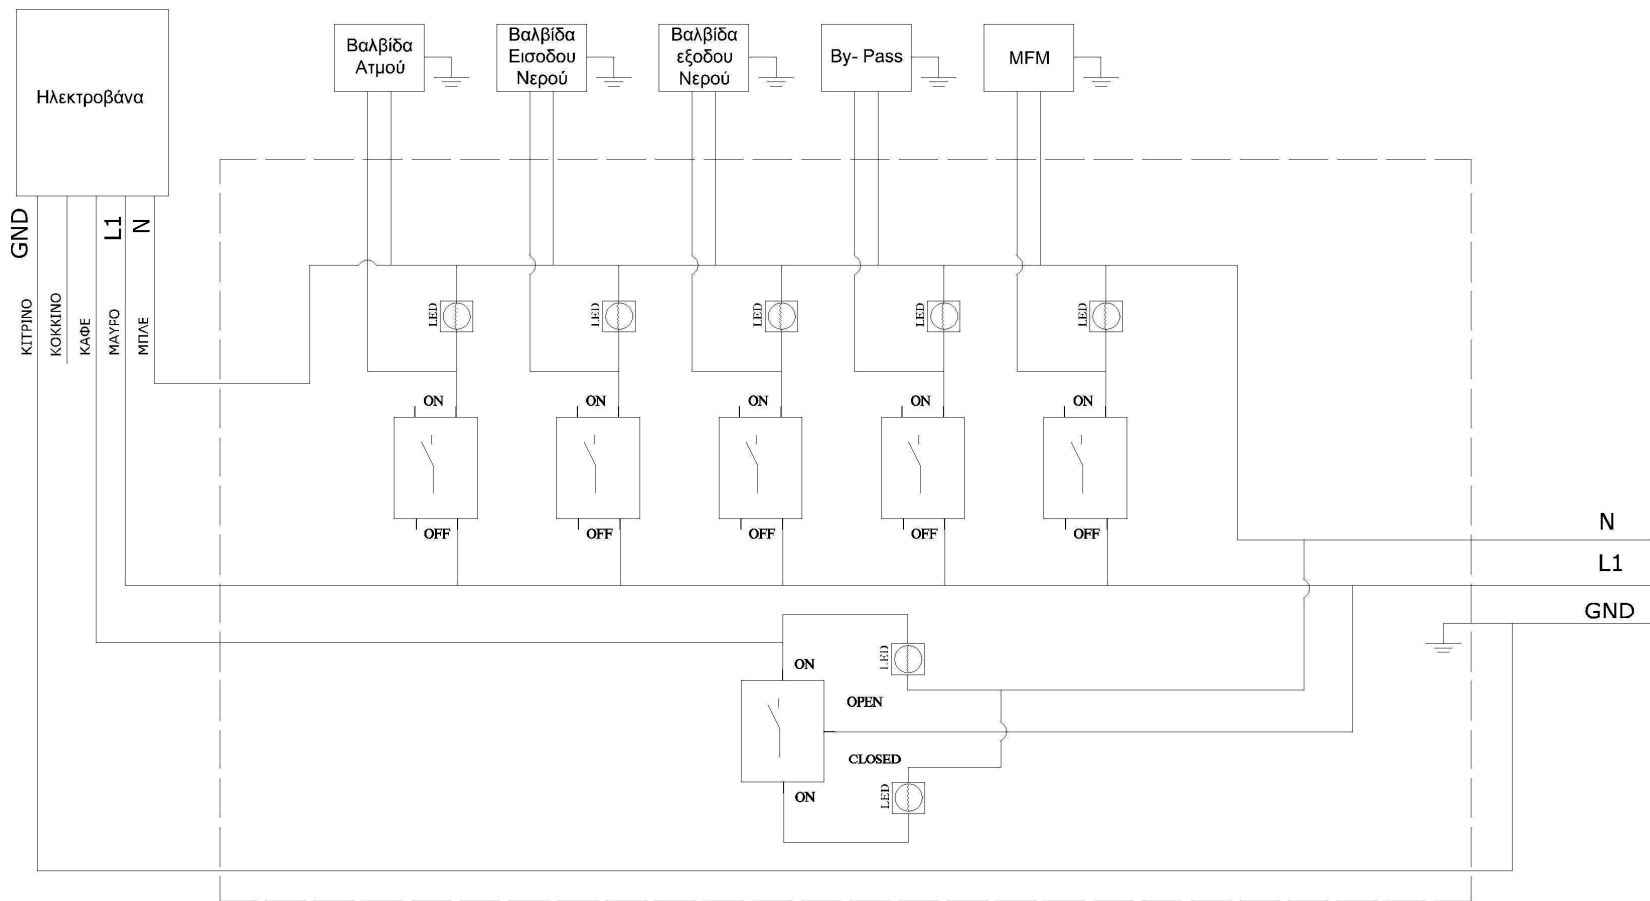 Ηλεκτροβάνα
Βαλβίδα
Ατμού
Βαλβίδα
Εισοδου
Νερού
Βαλβίδα
εξοδου
Νερού
By- Pass
MFM
GND
L1
N
ΚΙΤΡΙΝΟ
ΚΟΚΚΙΝΟ
ΚΑΦΕ
ΜΑΥΡΟ
ΜΠΛΕ
LED
LED
LED
LED
LED
ON
ON
ON
ON
ON
OFF
OFF
OFF
OFF
OFF
N
L1
GND
ON
LED
OPEN
CLOSED
ON
LED